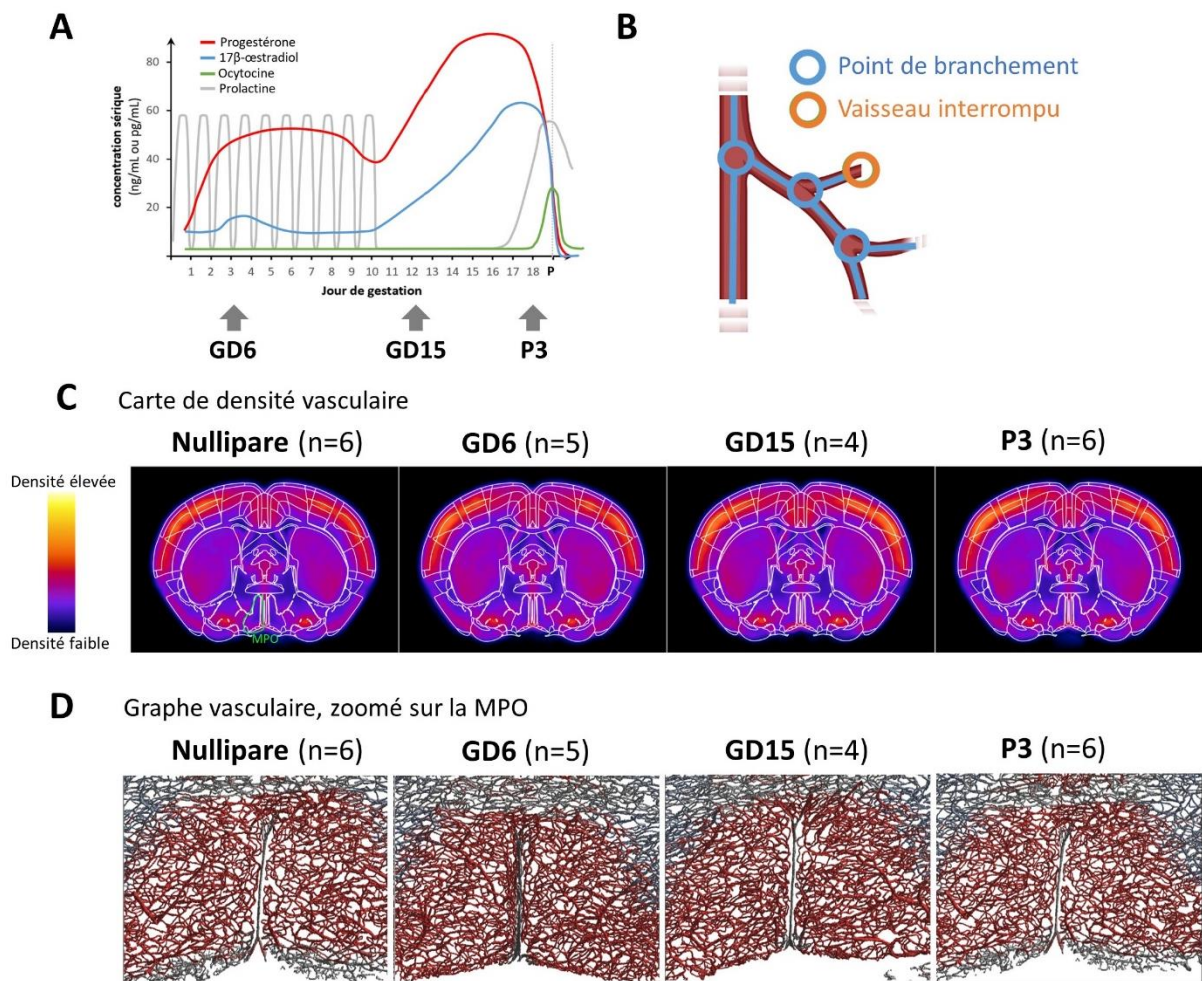 A
Progestérone
17β-œstradiol
Ocytocine
Prolactine
concentration sérique
(ng/mL ou pg/mL)
80
60
40
20
1 2 3 4 5 6 7 8 9 10 11 12 13 14 15 16 17 18 P
Jour de gestation
GD6 GD15 P3
B
Point de branchement
Vaisseau interrompu
C Carte de densité vasculaire
Nullipare (n=6) GD6 (n=5) GD15 (n=4) P3 (n=6)
Densité élevée
Densité faible
MPO
D Graphe vasculaire, zoomé sur la MPO
Nullipare (n=6) GD6 (n=5) GD15 (n=4) P3 (n=6)